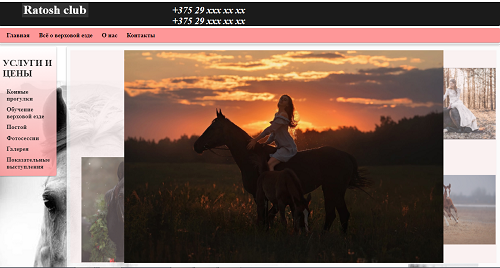 Ratosh club
+375 29 xxx xx xx
+375 29 xxx xx xx
Главная Всё о верховой езде О нас Контакты
УСЛУГИ И
ЦЕНЫ
Конные
прогулки
Обучение
верховой езде
Постой
Фотосессии
Галерея
Показательные
выступления